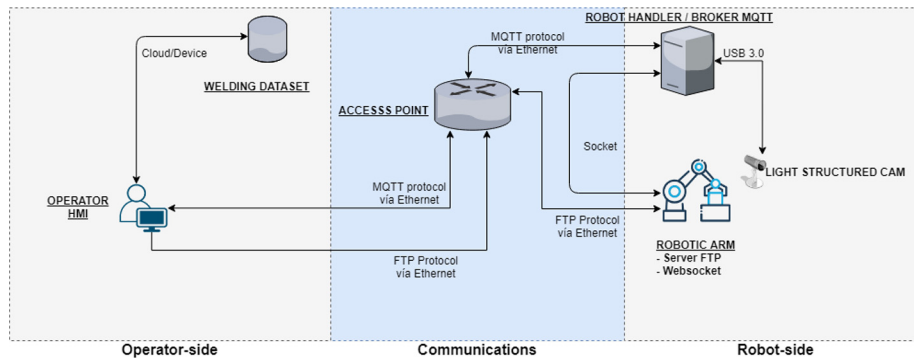 ROBOT HANDLER / BROKER MQTT
MQTT protocol
vía Ethernet
Cloud/Device
USB 3.0
WELDING DATASET
ACCESSS POINT
Socket
LIGHT STRUCTURED CAM
MQTT protocol
vía Ethernet
OPERATOR
HMI
FTP Protocol
vía Ethernet
ROBOTIC ARM
- Server FTP
- Websocket
FTP Protocol
vía Ethernet
Operator-side
Communications
Robot-side